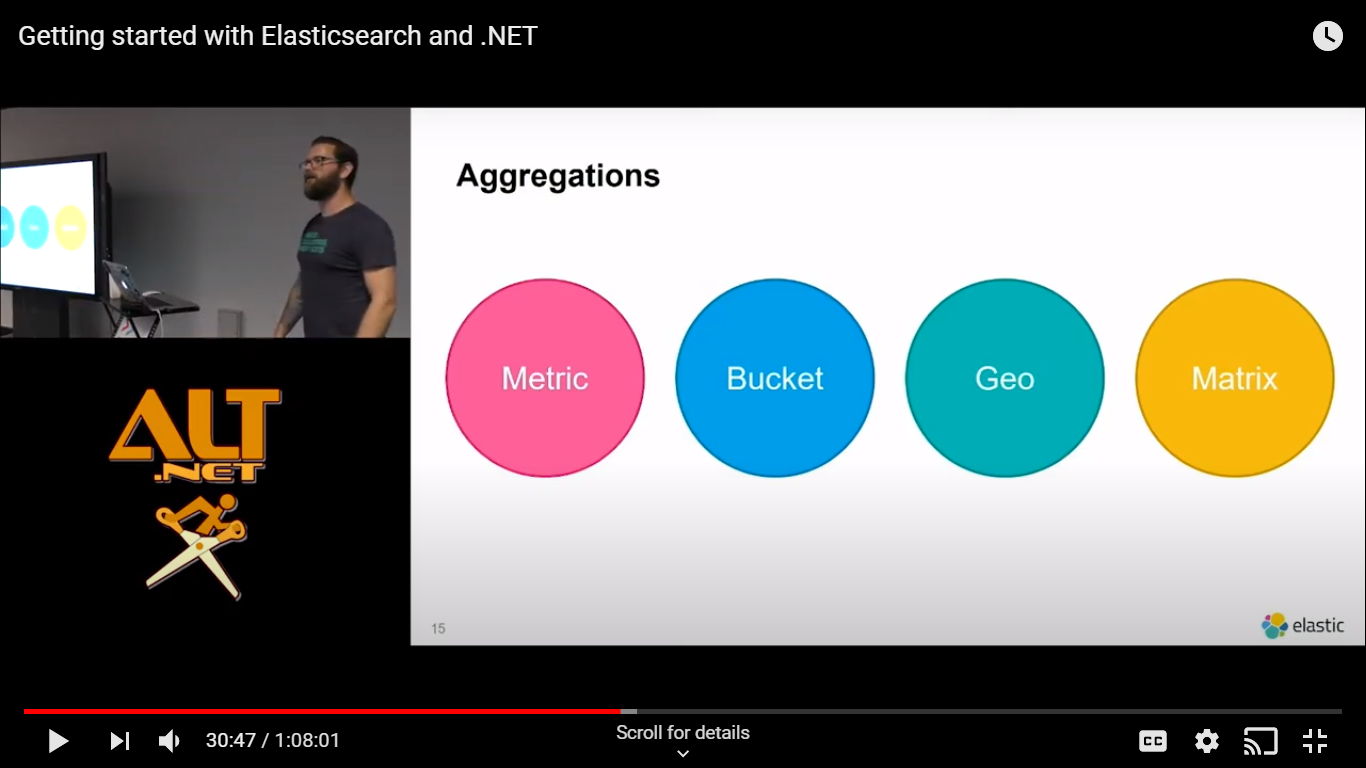 Getting started with Elasticsearch and .NET
Aggregations
Metric
Bucket
Geo
Matrix
ALT
.NET
15
elastic
30:47 / 1:08:01
Scroll for details
CC